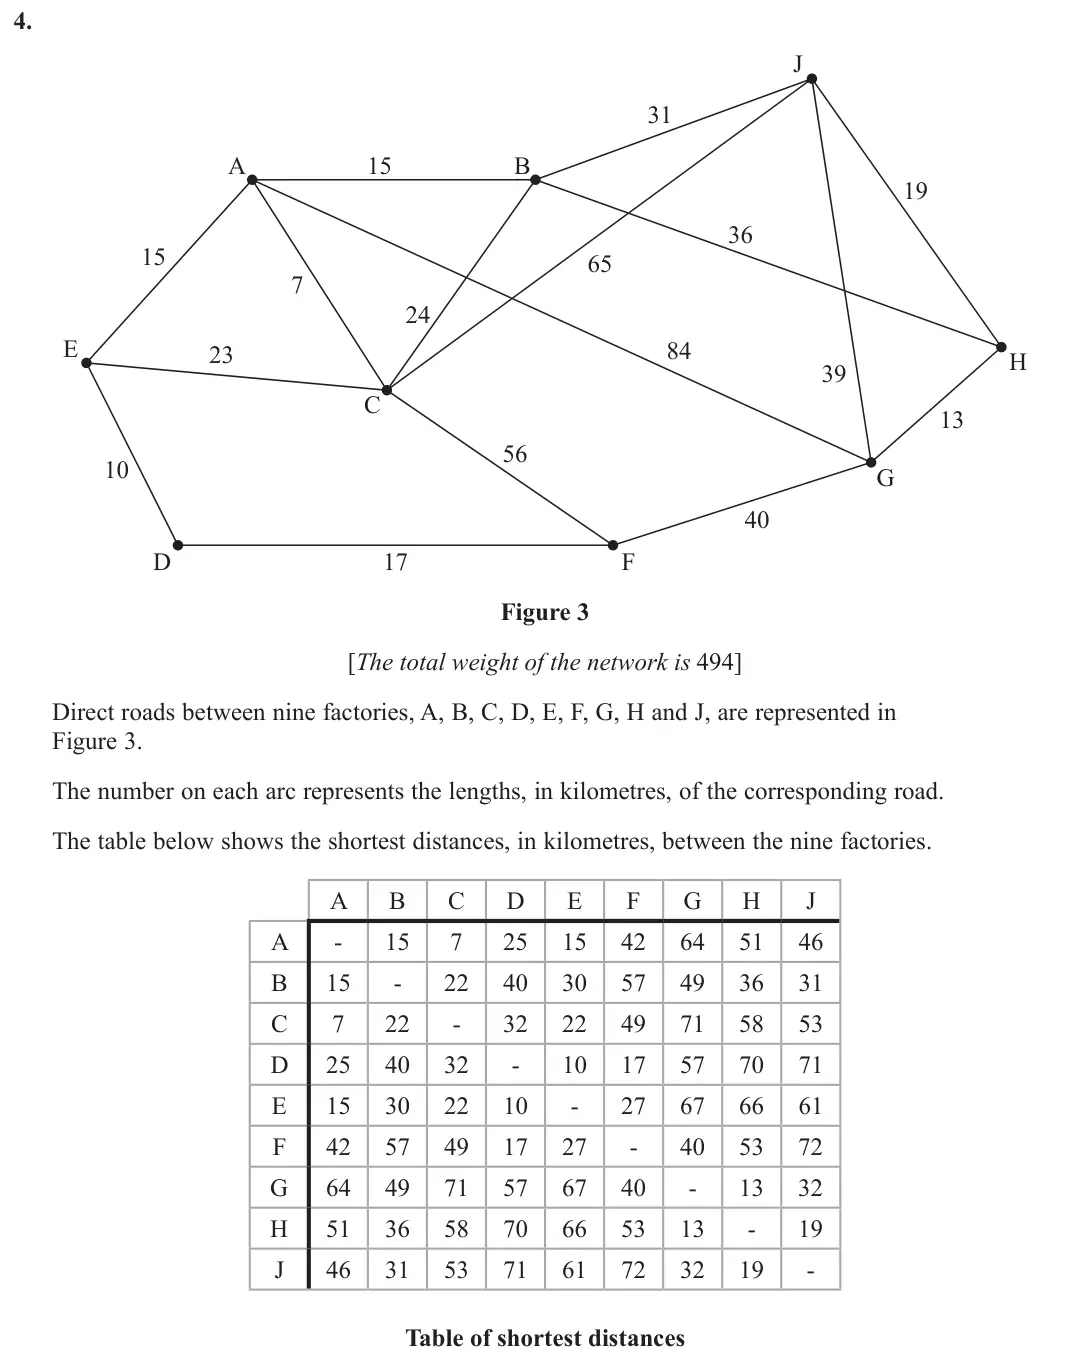 4.
J
31
A
15
B
19
36
15
7
65
24
E
23
84
39
H
C
13
56
10
G
40
D
17
F
Figure 3
[The total weight of the network is 494]
Direct roads between nine factories, A, B, C, D, E, F, G, H and J, are represented in
Figure 3.
The number on each arc represents the lengths, in kilometres, of the corresponding road.
The table below shows the shortest distances, in kilometres, between the nine factories.
A B C D E F G H J
A - 15 7 25 15 42 64 51 46
B 15 - 22 40 30 57 49 36 31
C 7 22 - 32 22 49 71 58 53
D 25 40 32 - 10 17 57 70 71
E 15 30 22 10 - 27 67 66 61
F 42 57 49 17 27 - 40 53 72
G 64 49 71 57 67 40 - 13 32
H 51 36 58 70 66 53 13 - 19
J 46 31 53 71 61 72 32 19 -
Table of shortest distances